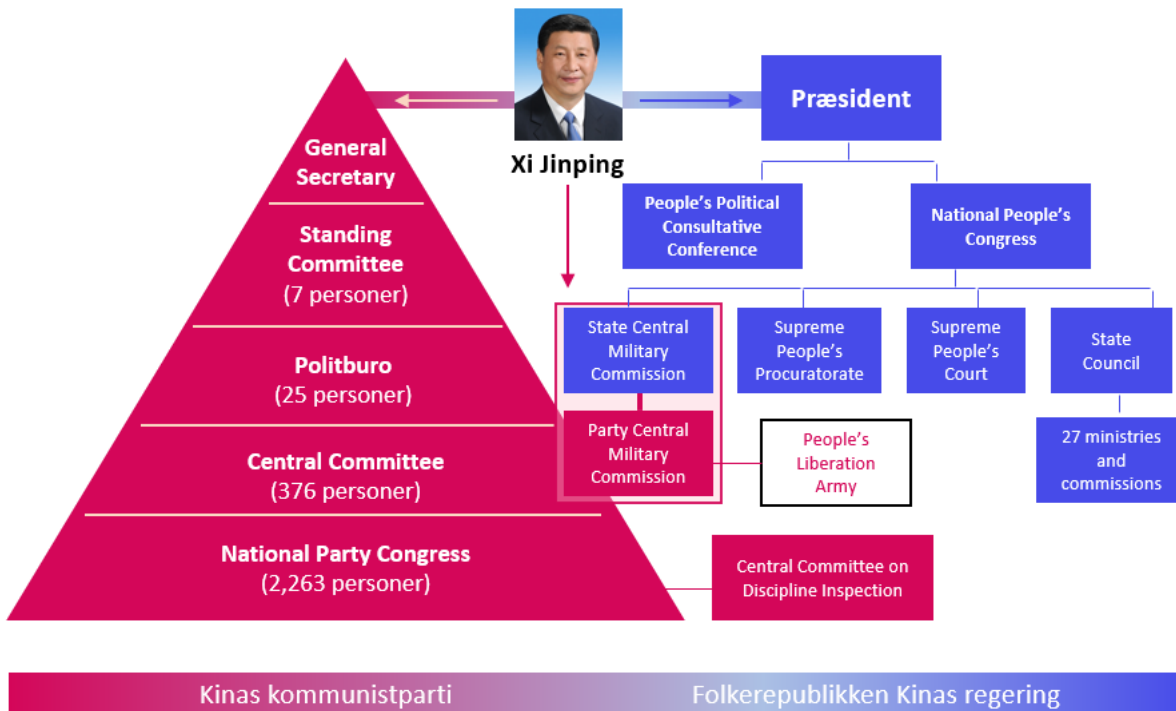 Xi Jinping
Præsident
General
Secretary
Standing
Committee
(7 personer)
Politburo
(25 personer)
Central Committee
(376 personer)
National Party Congress
(2,263 personer)
People's Political
Consultative
Conference
National People's
Congress
State Central
Military
Commission
Supreme
People's
Procuratorate
Supreme
People's
Court
State
Council
Party Central
Military
Commission
People's
Liberation
Army
27 ministries
and
commissions
Central Committee on
Discipline Inspection
Kinas kommunistparti
Folkerepublikken Kinas regering